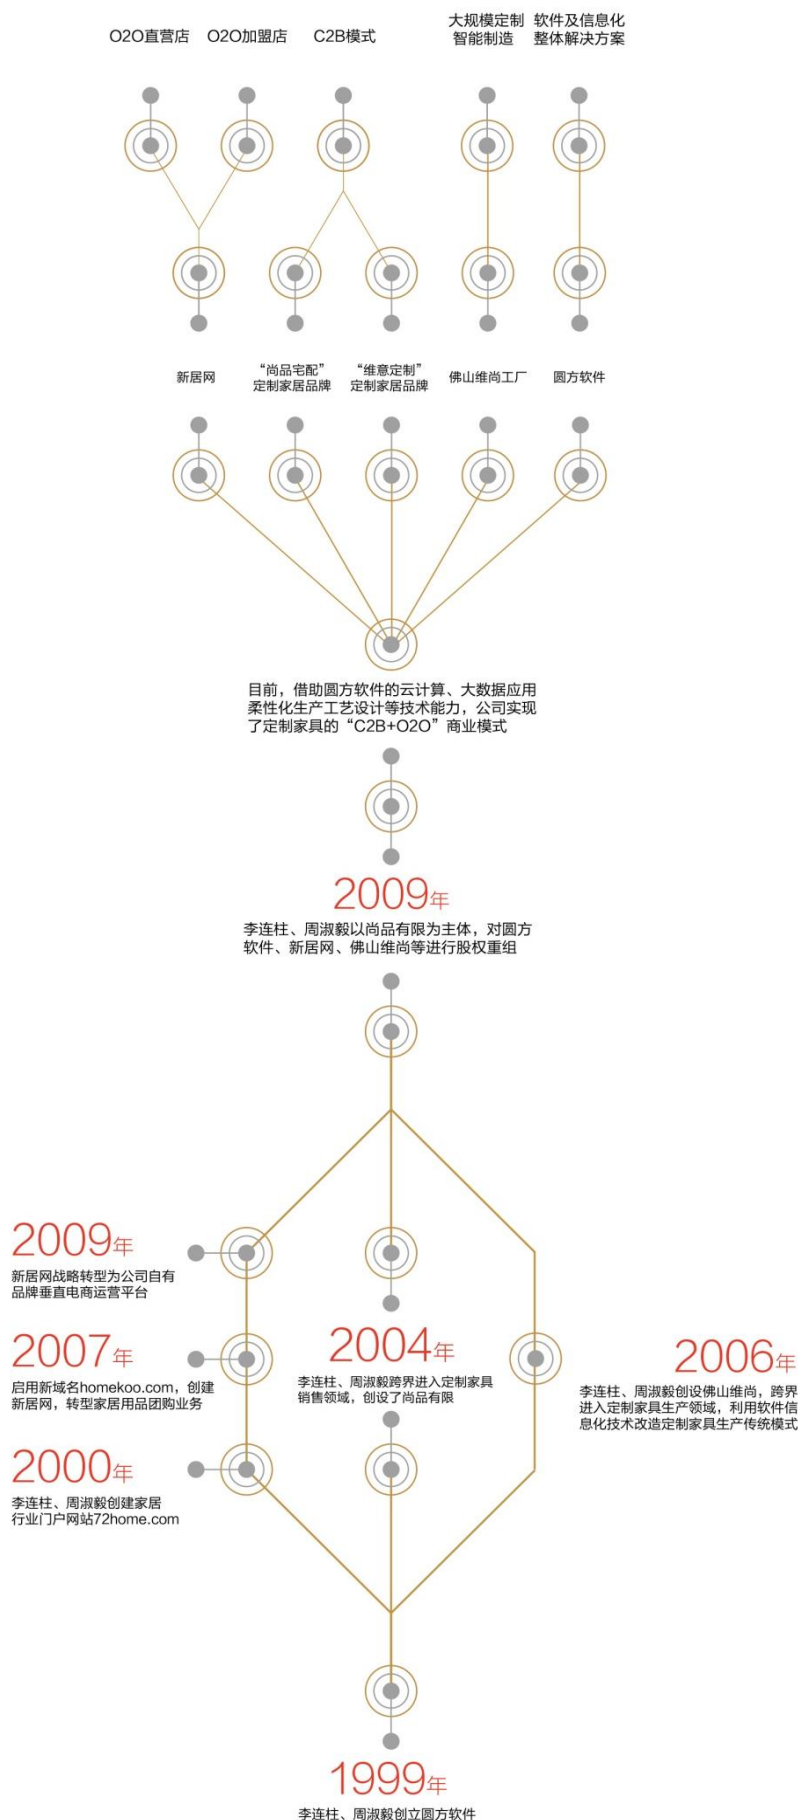 O2O直营店
O2O加盟店
C2B模式
大规模定制
智能制造
软件及信息化
整体解决方案
新居网
“尚品宅配”
定制家居品牌
“维意定制”
定制家居品牌
佛山维尚工厂
圆方软件
目前，借助圆方软件的云计算、大数据应用
柔性化生产工艺设计等技术能力，公司实现
了定制家具的“C2B+O2O”商业模式
2009年
李连柱、周淑毅以尚品有限为主体，对圆方
软件、新居网、佛山维尚等进行股权重组
2009年
新居网战略转型为公司自有
品牌垂直电商运营平台
2007年
启用新域名homekoo.com，创建
新居网，转型家居用品团购业务
2000年
李连柱、周淑毅创建家居
行业门户网站72home.com
2004年
李连柱、周淑毅跨界进入定制家具
销售领域，创设了尚品有限
2006年
李连柱、周淑毅创设佛山维尚，跨界
进入定制家具生产领域，利用软件信
息化技术改造定制家具生产传统模式
1999年
李连柱、周淑毅创立圆方软件